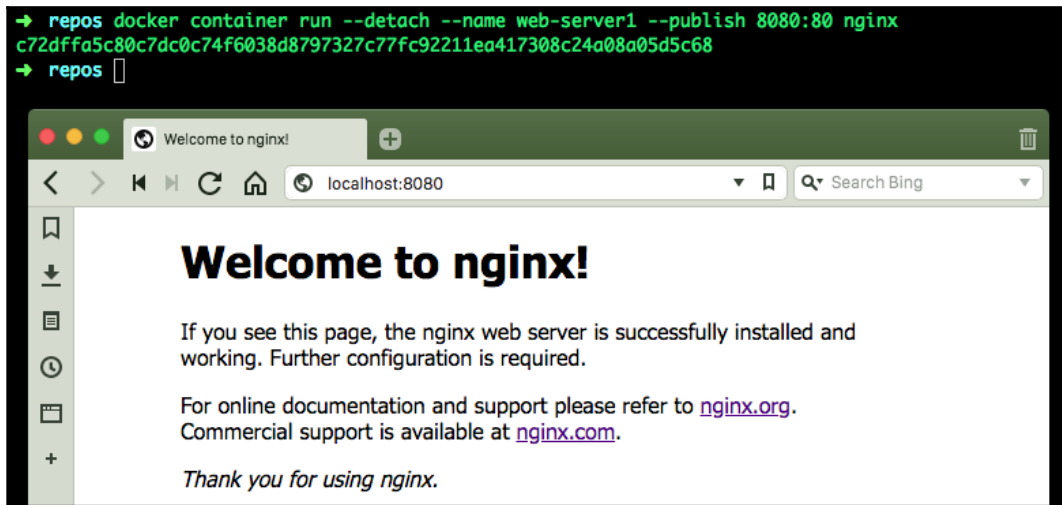 ➜ repos docker container run --detach --name web-server1 --publish 8080:80 nginx
c72dffa5c80c7dc0c74f6038d8797327c77fc92211ea417308c24a08a05d5c68
➜ repos
Welcome to nginx!
localhost:8080
Search Bing
Welcome to nginx!
If you see this page, the nginx web server is successfully installed and
working. Further configuration is required.
For online documentation and support please refer to nginx.org.
Commercial support is available at nginx.com.
Thank you for using nginx.